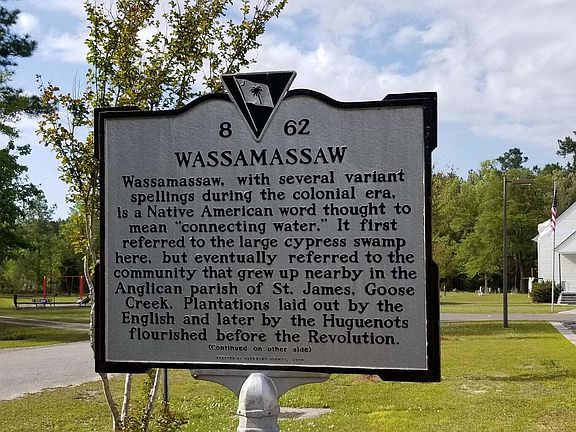 8 62
WASSAMASSAW
Wassamassaw, with several variant
spellings during the colonial era,
is a Native American word thought to
mean "connecting water." It first
referred to the large cypress swamp
here, but eventually referred to the
community that grew up nearby in the
Anglican parish of St. James, Goose
Creek. Plantations laid out by the
English and later by the Huguenots
flourished before the Revolution.
(Continued on other side)